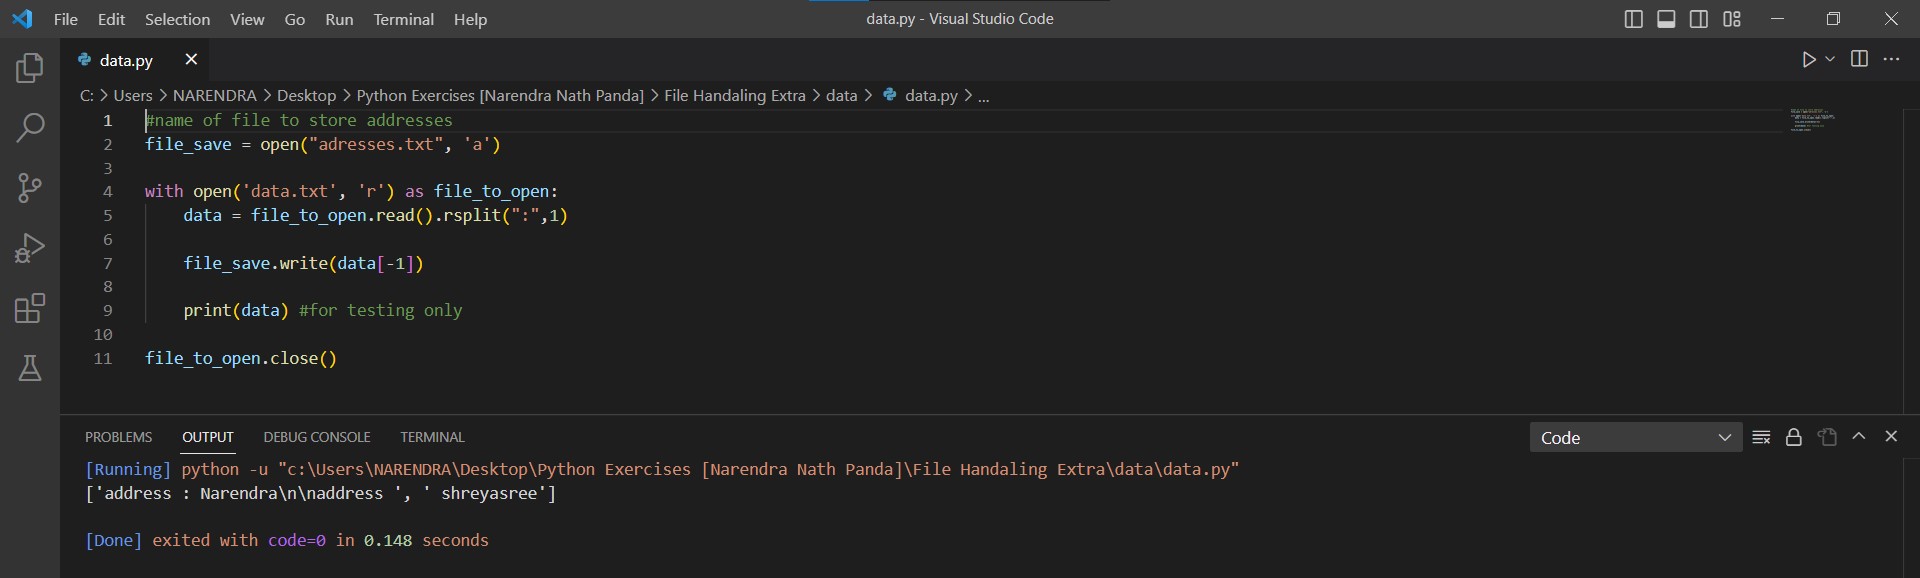 File Edit Selection View Go Run Terminal Help data.py - Visual Studio Code
data.py
C: > Users > NARENDRA > Desktop > Python Exercises [Narendra Nath Panda] > File Handaling Extra > data > data.py > ...
1 #name of file to store addresses
2 file_save = open("adresses.txt", 'a')
3
4 with open('data.txt', 'r') as file_to_open:
5     data = file_to_open.read().rsplit(":",1)
6
7     file_save.write(data[-1])
8
9     print(data) #for testing only
10
11 file_to_open.close()
PROBLEMS OUTPUT DEBUG CONSOLE TERMINAL Code
[Running] python -u "c:\Users\NARENDRA\Desktop\Python Exercises [Narendra Nath Panda]\File Handaling Extra\data\data.py"
['address : Narendra\n\naddress ', ' shreyasree']
[Done] exited with code=0 in 0.148 seconds